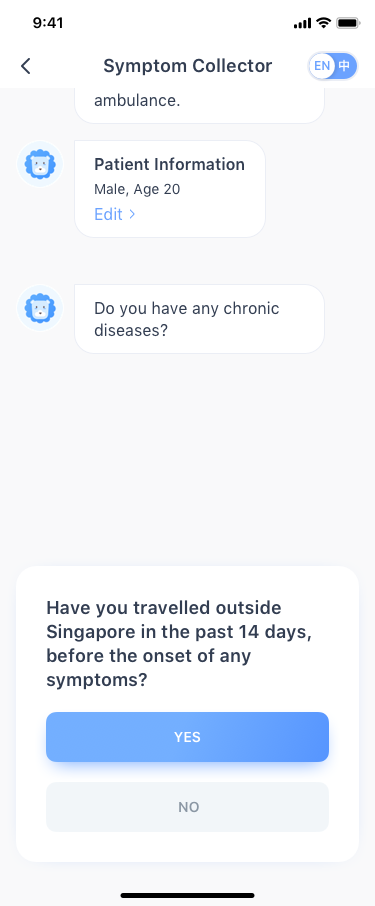 9:41
Symptom Collector
EN 中
ambulance.
Patient Information
Male, Age 20
Edit >
Do you have any chronic
diseases?
Have you travelled outside
Singapore in the past 14 days,
before the onset of any
symptoms?
YES
NO